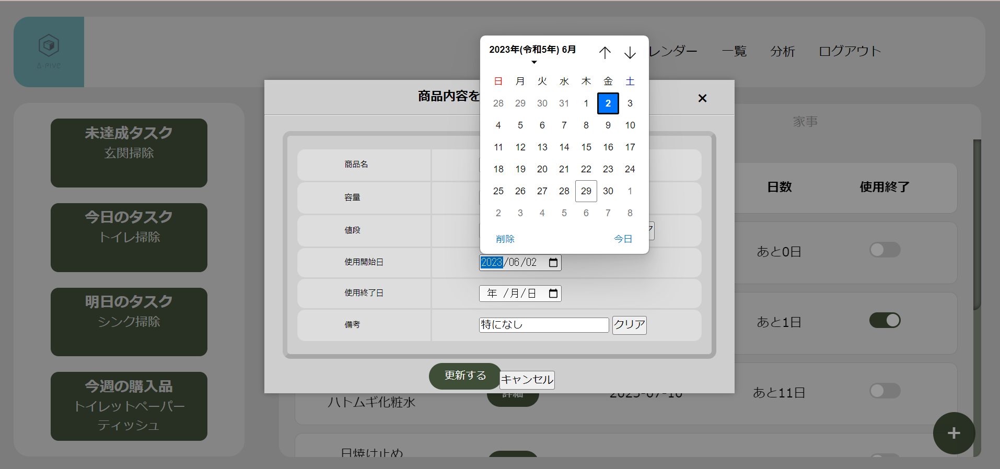 A-FIVE
レンダー
一覧
分析
ログアウト
未達成タスク
玄関掃除
今日のタスク
トイレ掃除
明日のタスク
シンク掃除
今週の購入品
トイレットペーパー
ティッシュ
商品内容を
×
2023年(令和5年) 6月
日 月 火 水 木 金 土
28 29 30 31 1 2 3
4 5 6 7 8 9 10
11 12 13 14 15 16 17
18 19 20 21 22 23 24
25 26 27 28 29 30 1
2 3 4 5 6 7 8
削除 今日
商品名
容量
値段
使用開始日 2023/06/02
使用終了日 年 /月/日
備考 特になし クリア
更新する キャンセル
家事
日数 使用終了
あと0日
あと1日
ハトムギ化粧水 詳細 2023-07-10 あと11日
日焼け止め
+